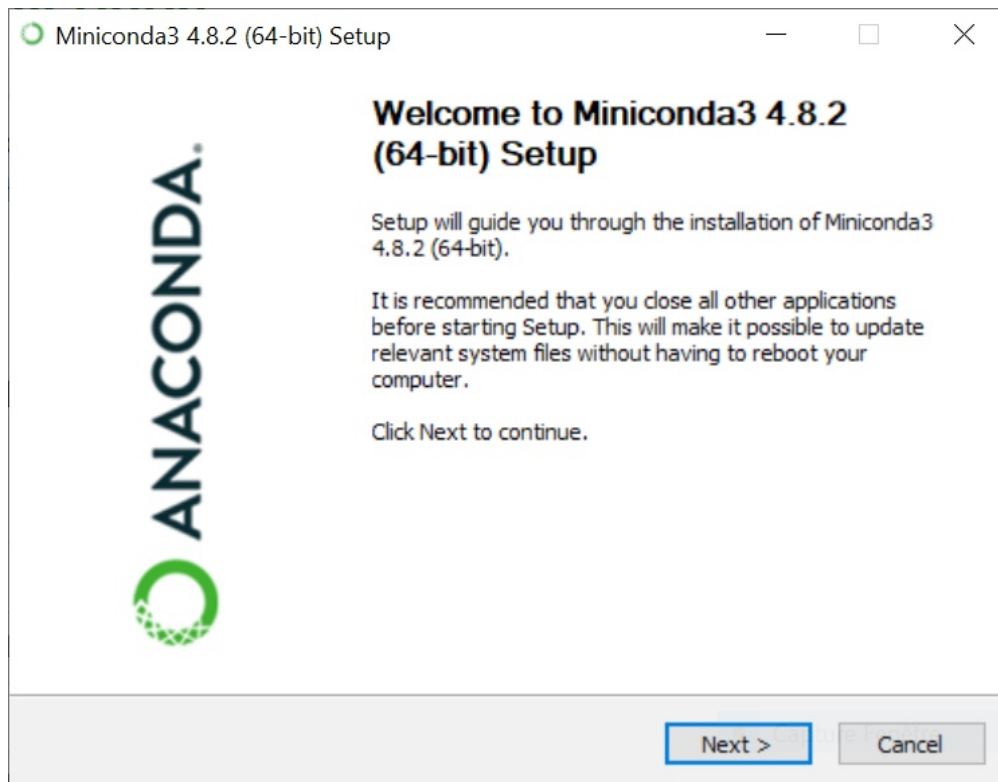 Miniconda3 4.8.2 (64-bit) Setup
Welcome to Miniconda3 4.8.2
(64-bit) Setup
ANACONDA.
Setup will guide you through the installation of Miniconda3
4.8.2 (64-bit).
It is recommended that you close all other applications
before starting Setup. This will make it possible to update
relevant system files without having to reboot your
computer.
Click Next to continue.
Next >
Cancel
Capture Fenêtre